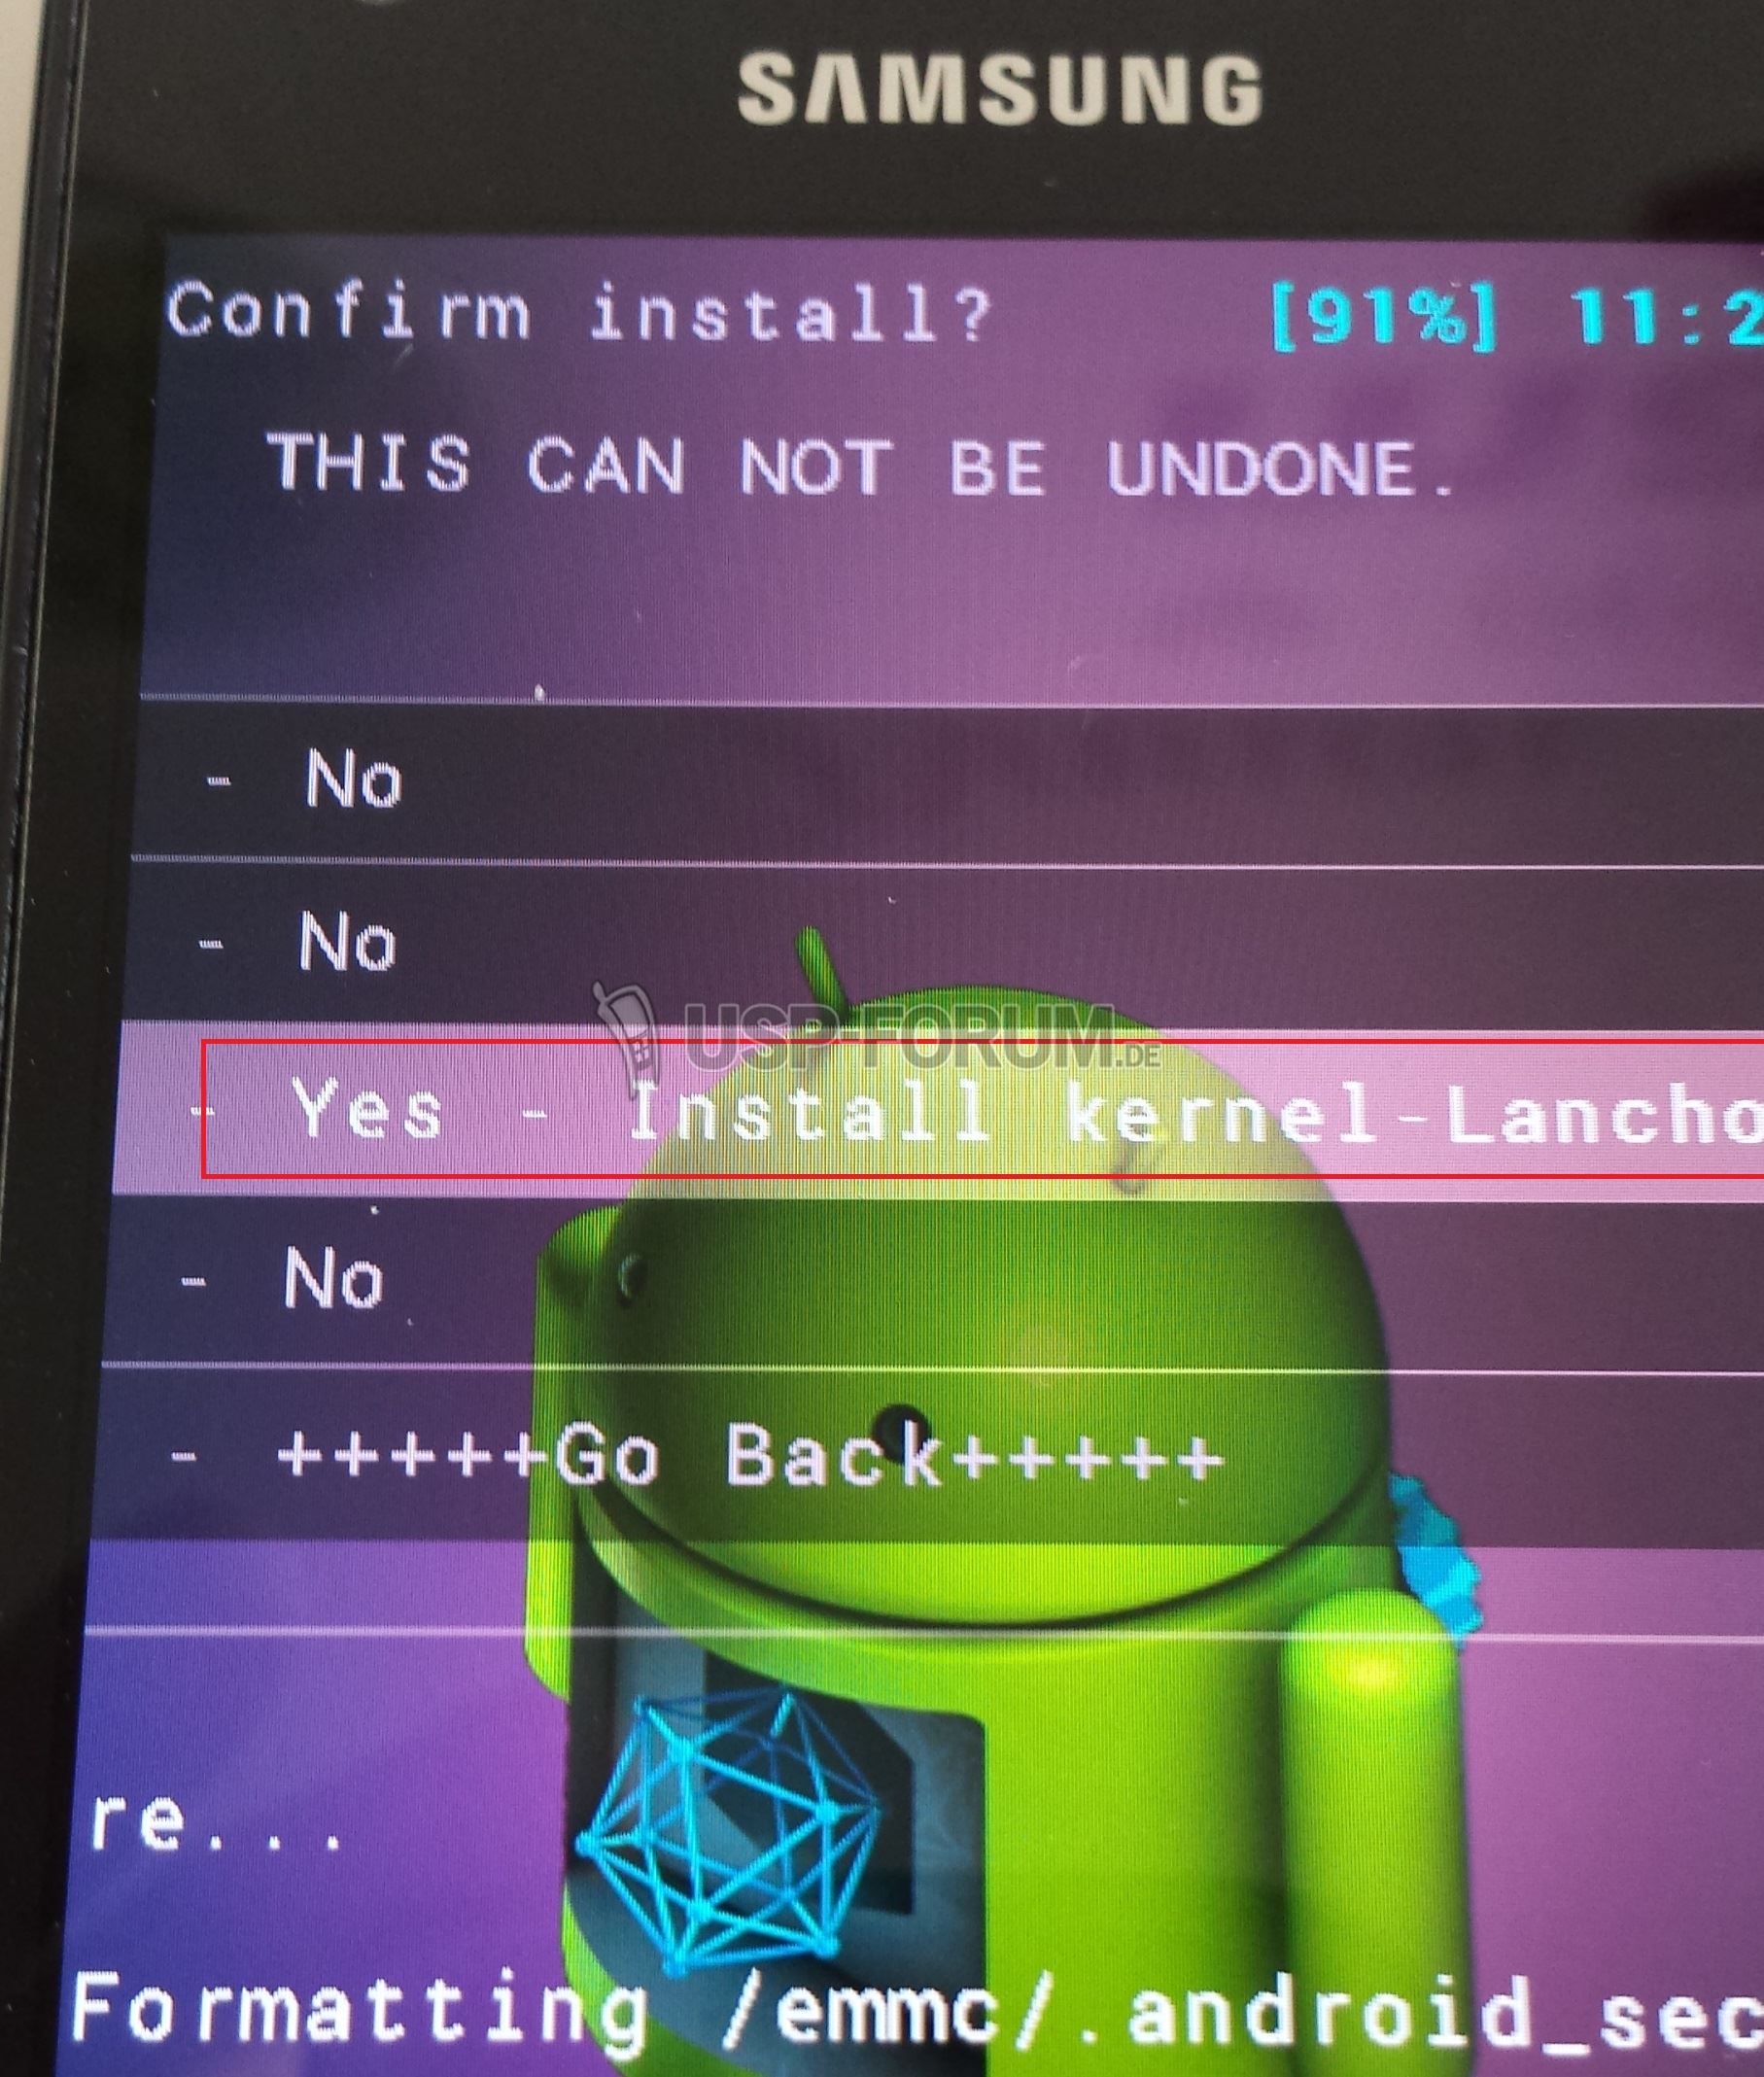 SAMSUNG
Confirm install? [91%] 11:2
THIS CAN NOT BE UNDONE.
- No
- No
USP-FORUM.DE
- Yes - Install kernel-Lancho
- No
- +++++Go Back+++++
re...
Formatting /emmc/.android_sec